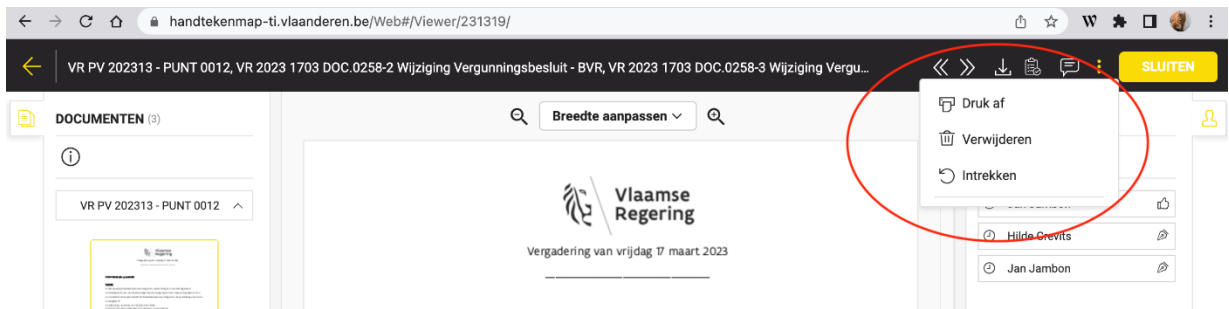 handtekenmap-ti.vlaanderen.be/Web#/Viewer/231319/
W
VR PV 202313 - PUNT 0012, VR 2023 1703 DOC.0258-2 Wijziging Vergunningsbesluit - BVR, VR 2023 1703 DOC.0258-3 Wijziging Vergu...
SLUITEN
DOCUMENTEN (3)
Breedte aanpassen
Druk af
Verwijderen
Intrekken
VR PV 202313 - PUNT 0012
Vlaamse
Regering
Vergadering van vrijdag 17 maart 2023
Jan Jambon
Hilde Crevits
Jan Jambon